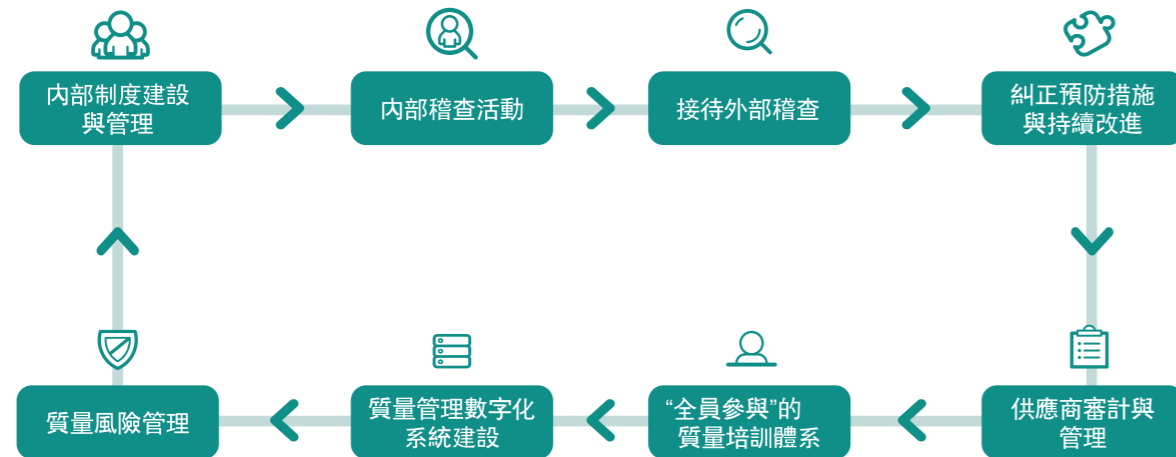 內部制度建設
與管理
內部稽查活動
接待外部稽查
糾正預防措施
與持續改進
質量風險管理
質量管理數字化
系統建設
“全員參與”的
質量培訓體系
供應商審計與
管理